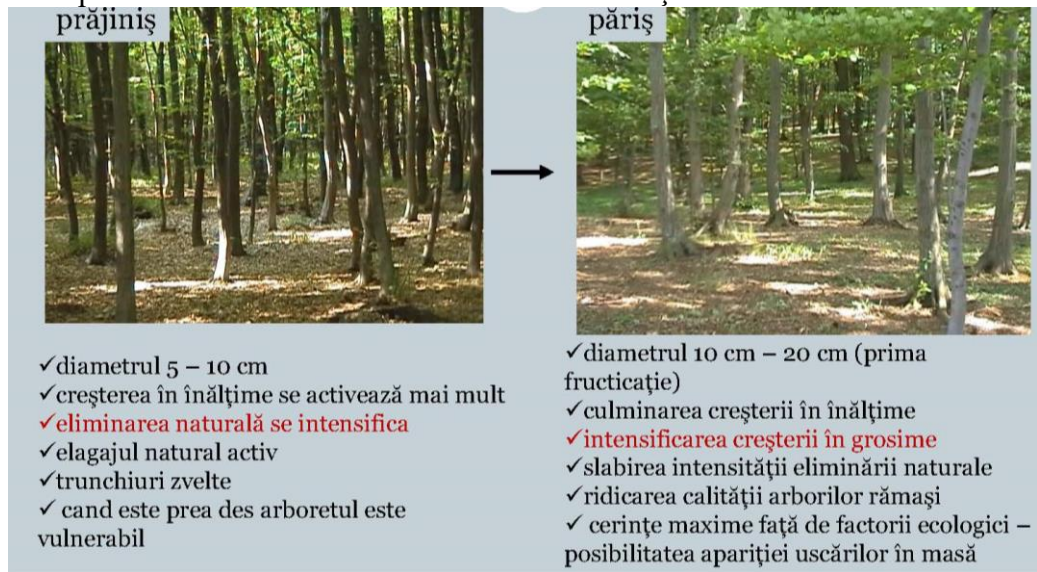 prăjiniş
păriş
✓diametrul 5 – 10 cm
✓creşterea în înălţime se activează mai mult
✓eliminarea naturală se intensifica
✓elagajul natural activ
✓trunchiuri zvelte
✓ cand este prea des arboretul este
vulnerabil
✓diametrul 10 cm – 20 cm (prima
fructicaţie)
✓culminarea creşterii în înălţime
✓intensificarea creşterii în grosime
✓slabirea intensităţii eliminării naturale
✓ridicarea calităţii arborilor rămaşi
✓ cerinţe maxime faţă de factorii ecologici –
posibilitatea apariţiei uscărilor în masă